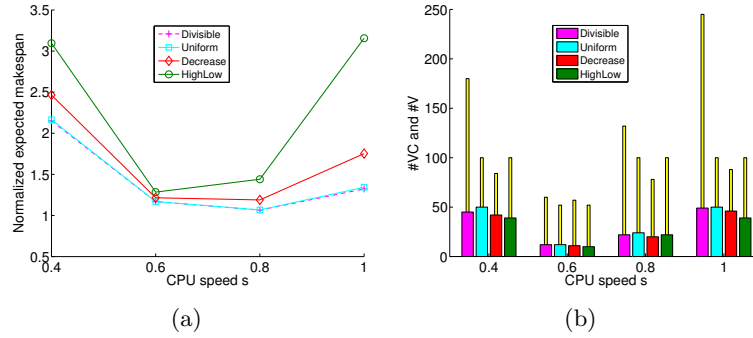 3.5
3
2.5
2
1.5
1
0.5
Normalized expected makespan
Divisible
Uniform
Decrease
HighLow
0.4
0.6
0.8
1
CPU speed s
(a)
250
200
150
100
50
0
#VC and #V
Divisible
Uniform
Decrease
HighLow
0.4
0.6
0.8
1
CPU speed s
(b)